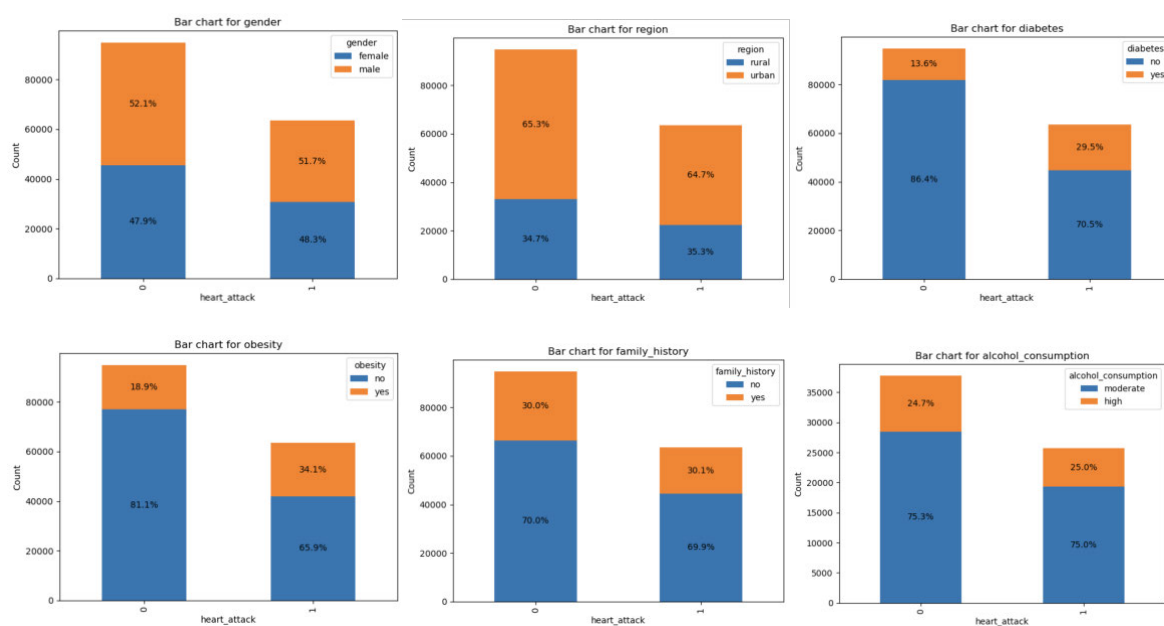 Bar chart for gender
gender
female
male
80000
60000
40000
20000
0
Count
52.1%
47.9%
51.7%
48.3%
0
1
heart_attack
Bar chart for region
region
rural
urban
80000
60000
40000
20000
0
Count
65.3%
34.7%
64.7%
35.3%
0
1
heart_attack
Bar chart for diabetes
diabetes
no
yes
80000
60000
40000
20000
0
Count
13.6%
86.4%
29.5%
70.5%
0
1
heart_attack
Bar chart for obesity
obesity
no
yes
80000
60000
40000
20000
0
Count
18.9%
81.1%
34.1%
65.9%
0
1
heart_attack
Bar chart for family_history
family_history
no
yes
80000
60000
40000
20000
0
Count
30.0%
70.0%
30.1%
69.9%
0
1
heart_attack
Bar chart for alcohol_consumption
alcohol_consumption
moderate
high
35000
30000
25000
20000
15000
10000
5000
0
Count
24.7%
75.3%
25.0%
75.0%
0
1
heart_attack